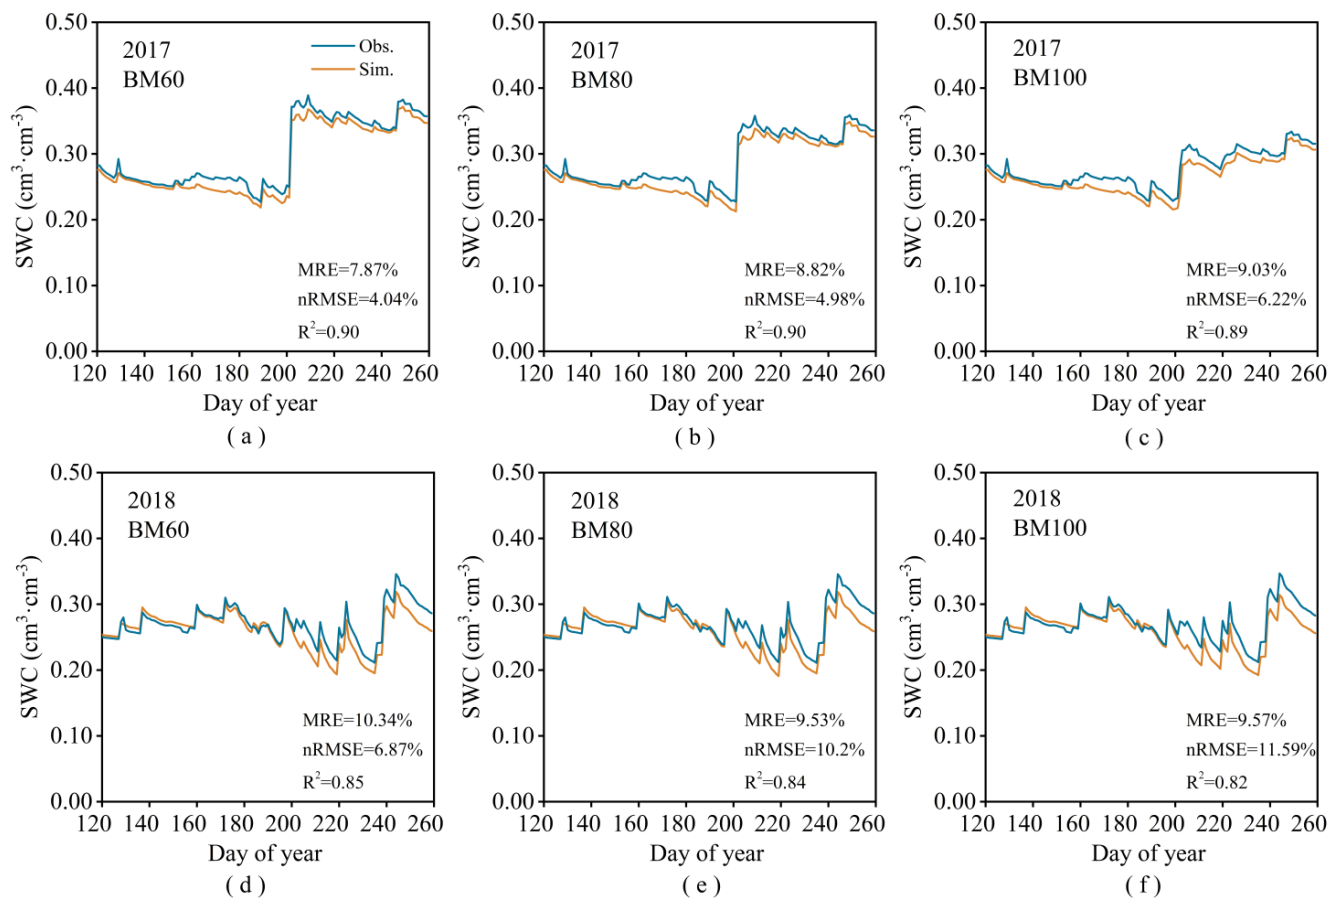 0.50
0.40
0.30
0.20
0.10
0.00
SWC (cm³·cm⁻³)
2017
BM60
Obs.
Sim.
MRE=7.87%
nRMSE=4.04%
R²=0.90
120 140 160 180 200 220 240 260
Day of year
( a )
0.50
0.40
0.30
0.20
0.10
0.00
SWC (cm³·cm⁻³)
2017
BM80
MRE=8.82%
nRMSE=4.98%
R²=0.90
120 140 160 180 200 220 240 260
Day of year
( b )
0.50
0.40
0.30
0.20
0.10
0.00
SWC (cm³·cm⁻³)
2017
BM100
MRE=9.03%
nRMSE=6.22%
R²=0.89
120 140 160 180 200 220 240 260
Day of year
( c )
0.50
0.40
0.30
0.20
0.10
0.00
SWC (cm³·cm⁻³)
2018
BM60
MRE=10.34%
nRMSE=6.87%
R²=0.85
120 140 160 180 200 220 240 260
Day of year
( d )
0.50
0.40
0.30
0.20
0.10
0.00
SWC (cm³·cm⁻³)
2018
BM80
MRE=9.53%
nRMSE=10.2%
R²=0.84
120 140 160 180 200 220 240 260
Day of year
( e )
0.50
0.40
0.30
0.20
0.10
0.00
SWC (cm³·cm⁻³)
2018
BM100
MRE=9.57%
nRMSE=11.59%
R²=0.82
120 140 160 180 200 220 240 260
Day of year
( f )